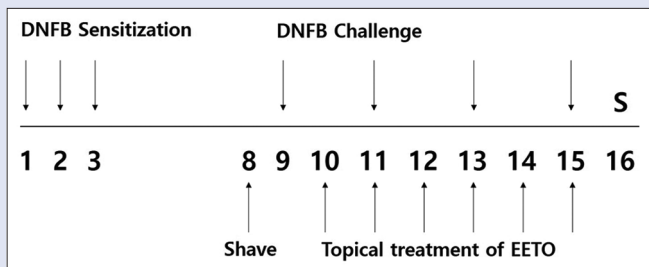 DNFB Sensitization DNFB Challenge
S
1 2 3 8 9 10 11 12 13 14 15 16
Shave Topical treatment of EETO